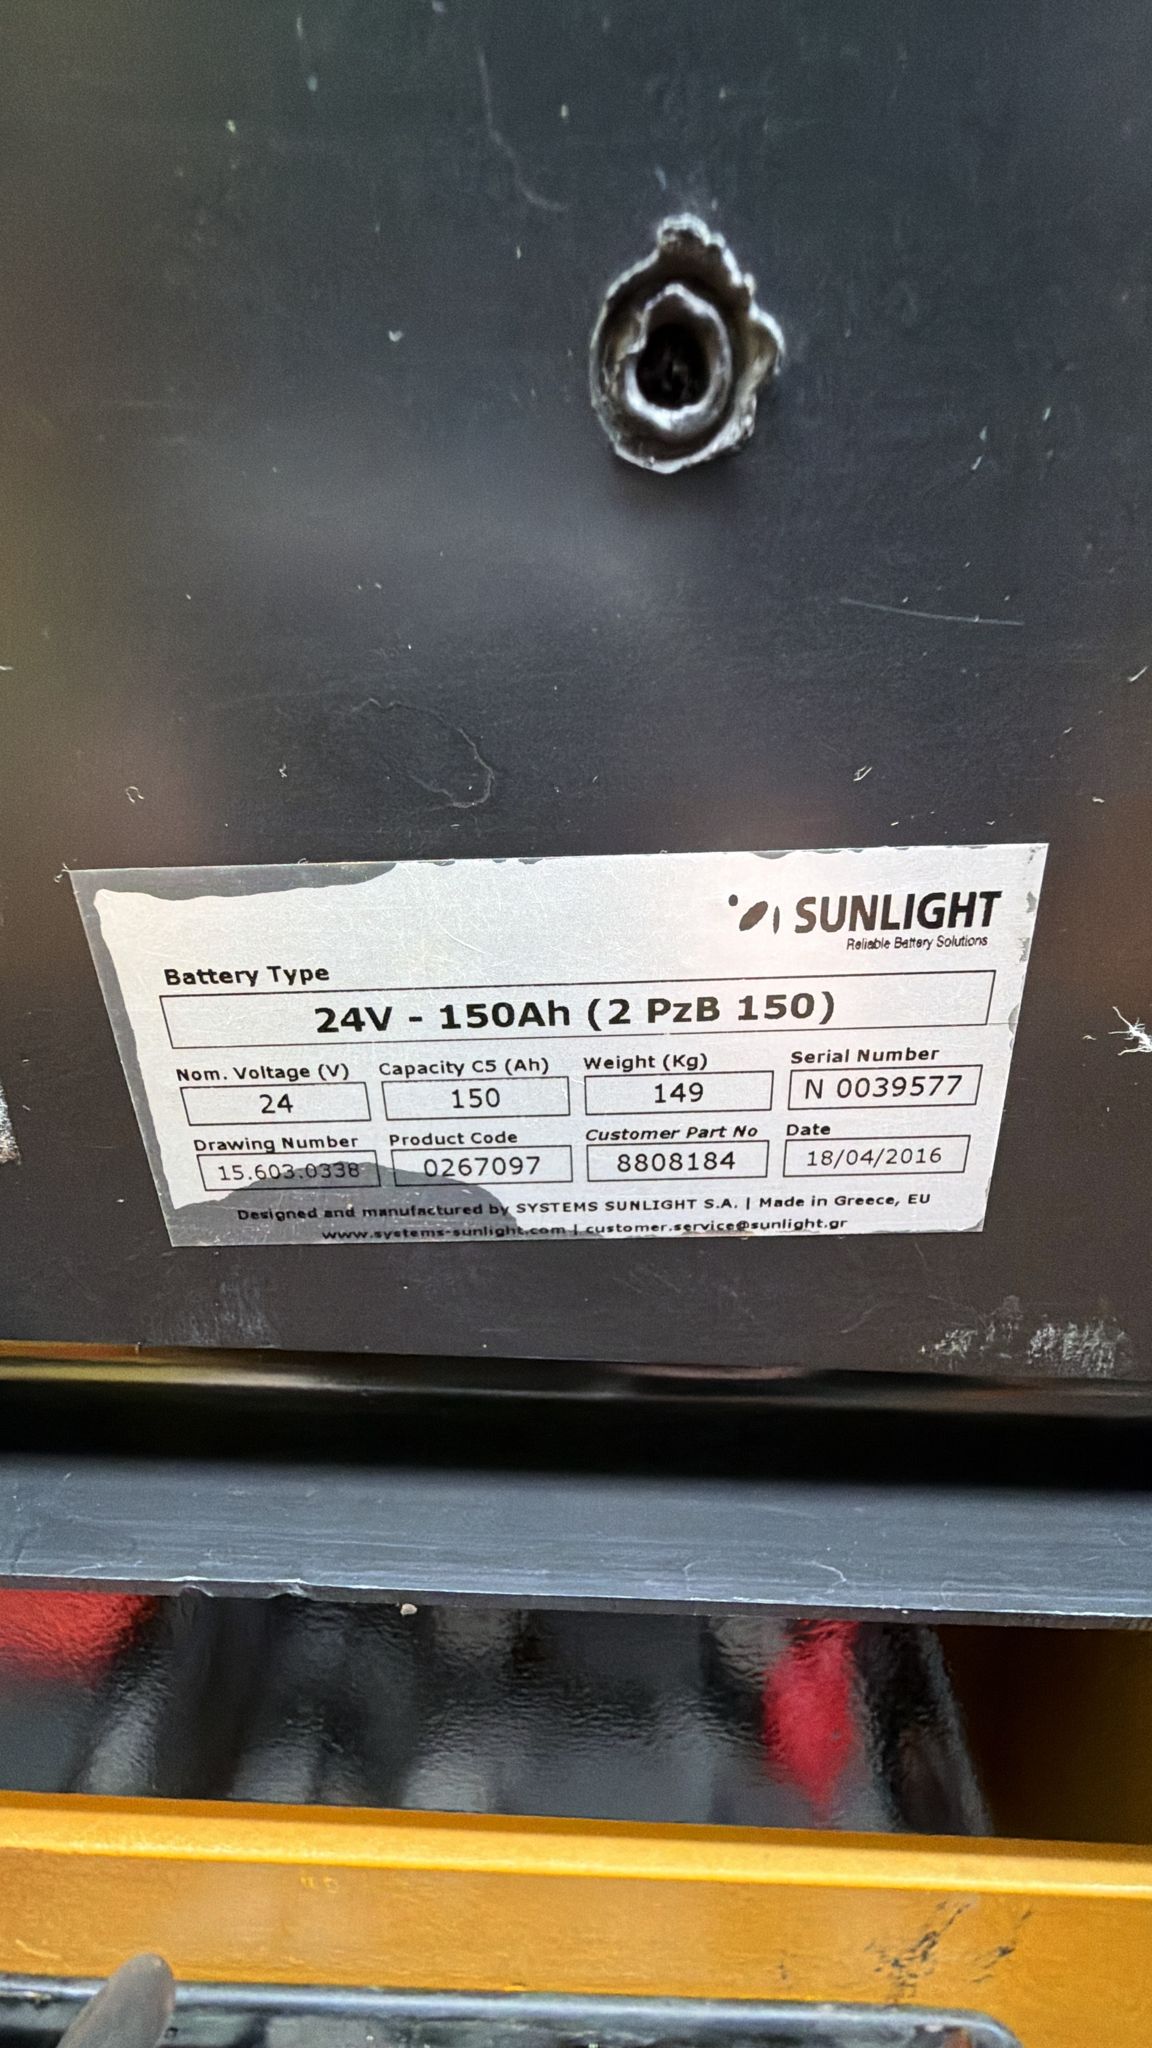 SUNLIGHT
Reliable Battery Solutions
Battery Type
24V - 150Ah (2 PzB 150)
Nom. Voltage (V) Capacity C5 (Ah) Weight (Kg) Serial Number
24 150 149 N 0039577
Drawing Number Product Code Customer Part No Date
15.603.0338 0267097 8808184 18/04/2016
Designed and manufactured by SYSTEMS SUNLIGHT S.A. | Made in Greece, EU
www.systems-sunlight.com | customer.service@sunlight.gr